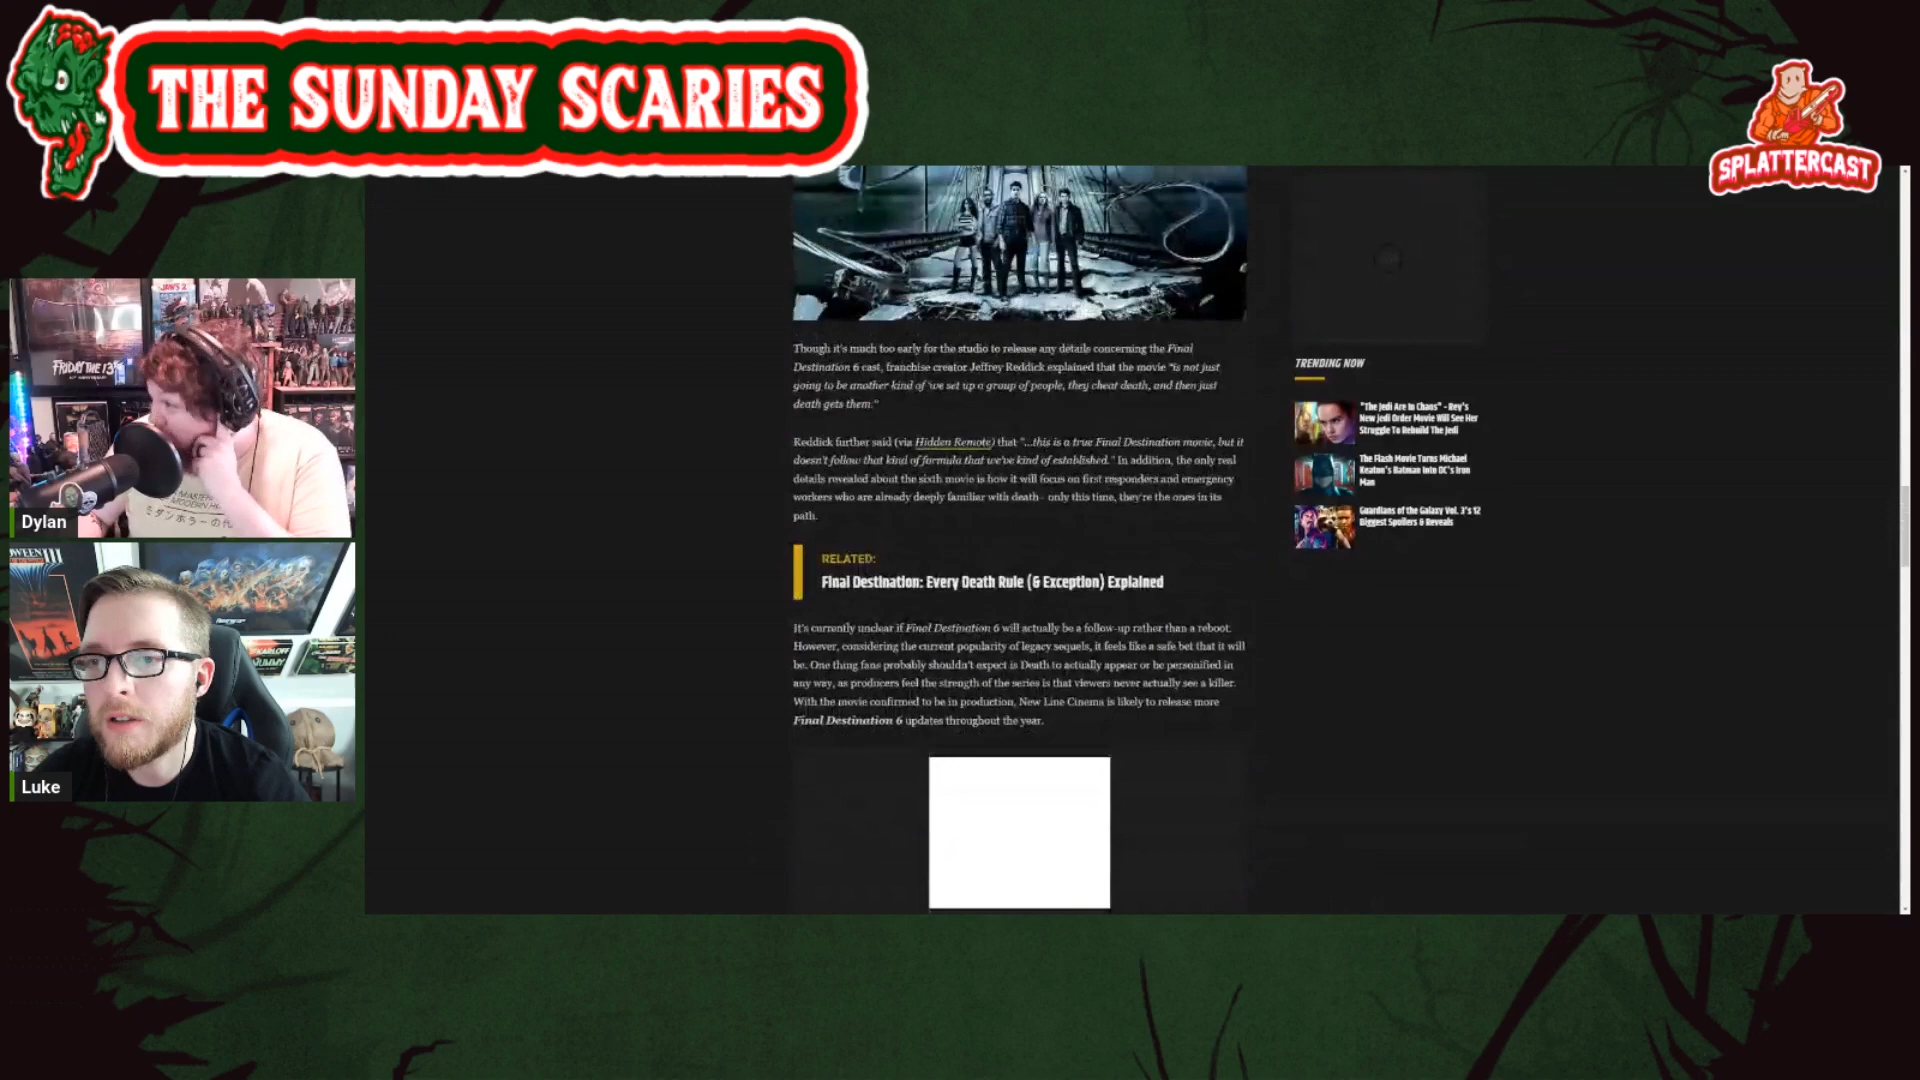 THE SUNDAY SCARIES
SPLATTERCAST
JAWS 2
FRIDAY THE 13
Dylan
WEEN III
KARLOFF
MUMMY
Luke
Though it's much too early for the studio to release any details concerning the Final
Destination 6 cast, franchise creator Jeffrey Reddick explained that the movie "is not just
going to be another kind of 'we set up a group of people, they cheat death, and then just
death gets them."
Reddick further said (via Hidden Remote) that "...this is a true Final Destination movie, but it
doesn't follow that kind of formula that we've kind of established." In addition, the only real
details revealed about the sixth movie is how it will focus on first responders and emergency
workers who are already deeply familiar with death - only this time, they're the ones in its
path.
RELATED:
Final Destination: Every Death Rule (& Exception) Explained
It's currently unclear if Final Destination 6 will actually be a follow-up rather than a reboot.
However, considering the current popularity of legacy sequels, it feels like a safe bet that it will
be. One thing fans probably shouldn't expect is Death to actually appear or be personified in
any way, as producers feel the strength of the series is that viewers never actually see a killer.
With the movie confirmed to be in production, New Line Cinema is likely to release more
Final Destination 6 updates throughout the year.
TRENDING NOW
"The Jedi Are In Chaos" - Rey's
New Jedi Order Movie Will See Her
Struggle To Rebuild The Jedi
The Flash Movie Turns Michael
Keaton's Batman Into DC's Iron
Man
Guardians of the Galaxy Vol. 3's 12
Biggest Spoilers & Reveals